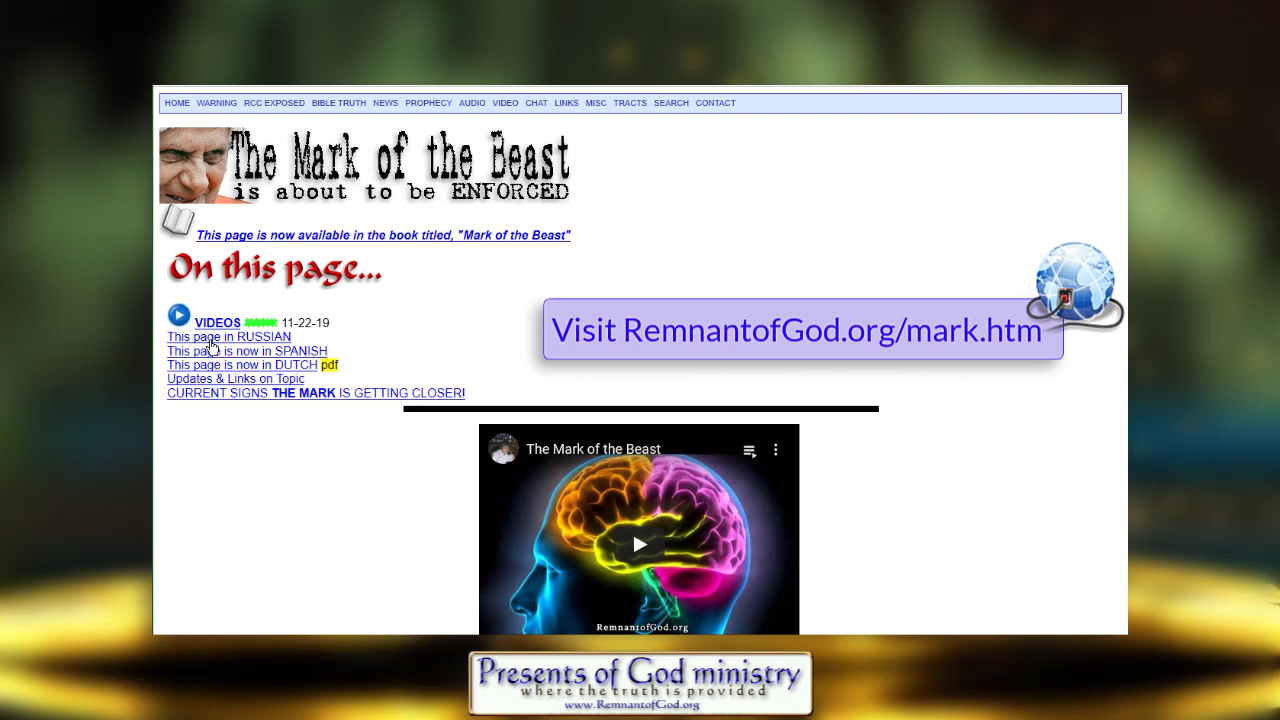 HOME WARNING RCC EXPOSED BIBLE TRUTH NEWS PROPHECY AUDIO VIDEO CHAT LINKS MISC TRACTS SEARCH CONTACT
The Mark of the Beast
is about to be ENFORCED
This page is now available in the book titled, "Mark of the Beast"
On this page...
VIDEOS 11-22-19
This page in RUSSIAN
This page is now in SPANISH
This page is now in DUTCH pdf
Updates & Links on Topic
CURRENT SIGNS THE MARK IS GETTING CLOSER!
Visit RemnantofGod.org/mark.htm
The Mark of the Beast
RemnantofGod.org
Presents of God ministry
where the truth is provided
www.RemnantofGod.org